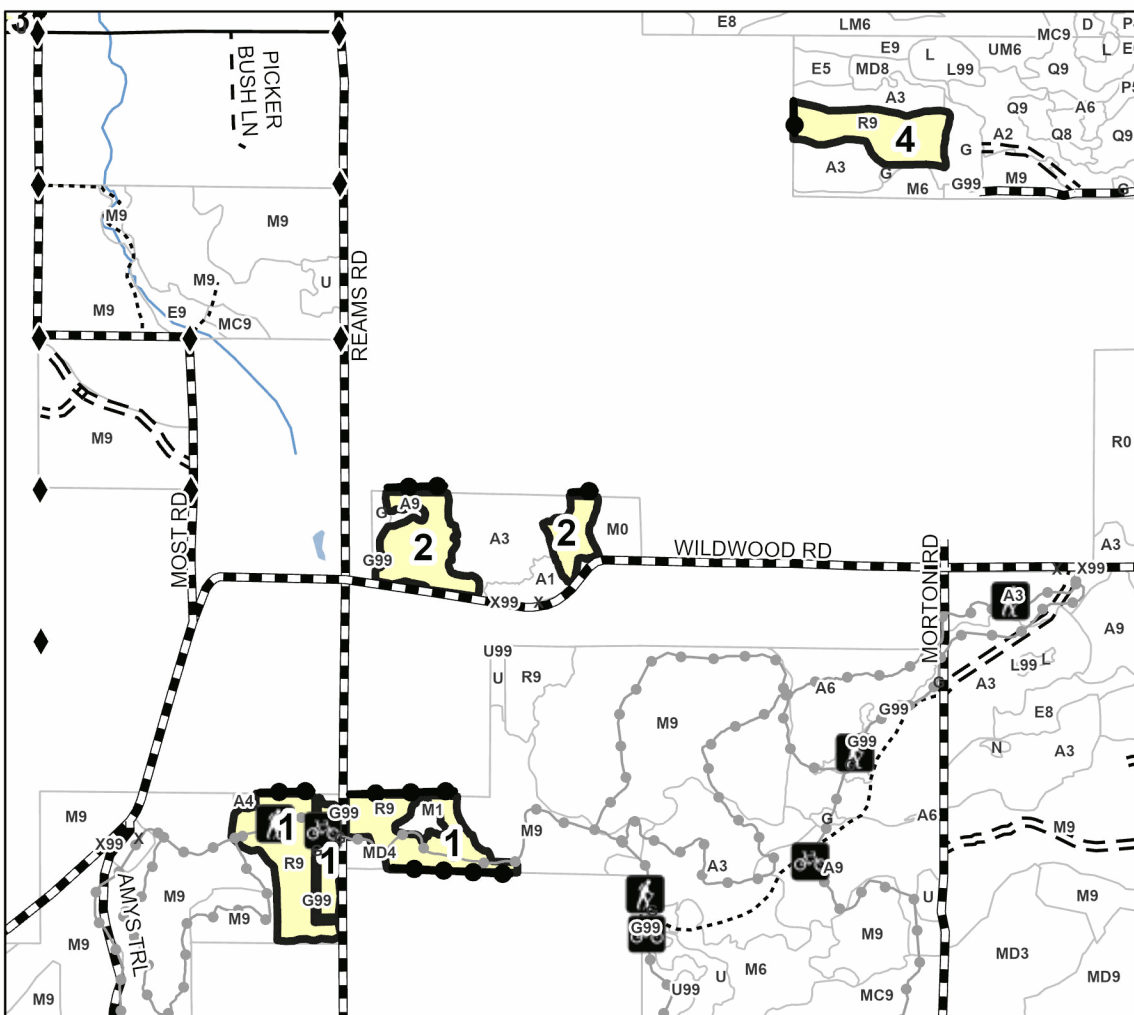 3
E8
LM6
MC9
D
P
PICKER
BUSH LN
E9
L
UM6
L
E
E5
MD8
L99
Q9
P5
A3
Q9
A6
R9
4
G
A2
Q8
Q9
A3
G
M6
G99
M9
G
M9
M9
M9
U
M9
E9
MC9
REAMS RD
M9
R0
MOST RD
A9
G
2
A3
2
M0
G99
A1
X99
X
WILDWOOD RD
MORTON RD
A3
X
X99
A3
A9
U99
U
R9
L99
L
A6
G
A3
G99
E8
M9
G99
N
A3
M9
A4
G99
R9
M1
G
A6
M9
X99
X
1
1
MD4
M9
R9
1
A3
A9
M9
G99
M9
U
M9
AMYS TRL
M9
G99
M9
MD3
MD9
M6
U
U99
MC9
M9